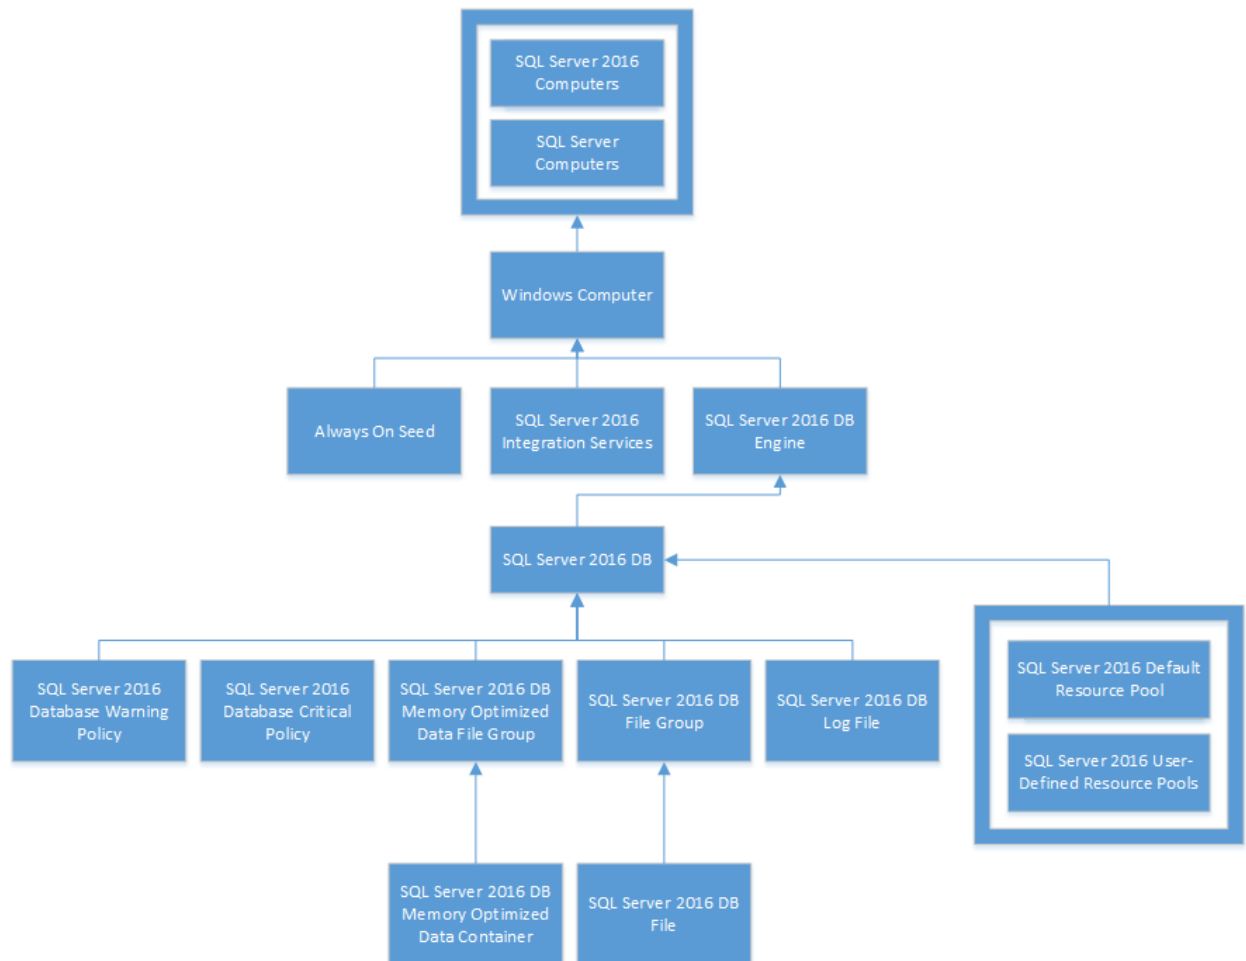 SQL Server 2016
Computers
SQL Server
Computers
Windows Computer
Always On Seed
SQL Server 2016
Integration Services
SQL Server 2016 DB
Engine
SQL Server 2016 DB
SQL Server 2016
Database Warning
Policy
SQL Server 2016
Database Critical
Policy
SQL Server 2016 DB
Memory Optimized
Data File Group
SQL Server 2016 DB
File Group
SQL Server 2016 DB
Log File
SQL Server 2016 Default
Resource Pool
SQL Server 2016 User-
Defined Resource Pools
SQL Server 2016 DB
Memory Optimized
Data Container
SQL Server 2016 DB
File